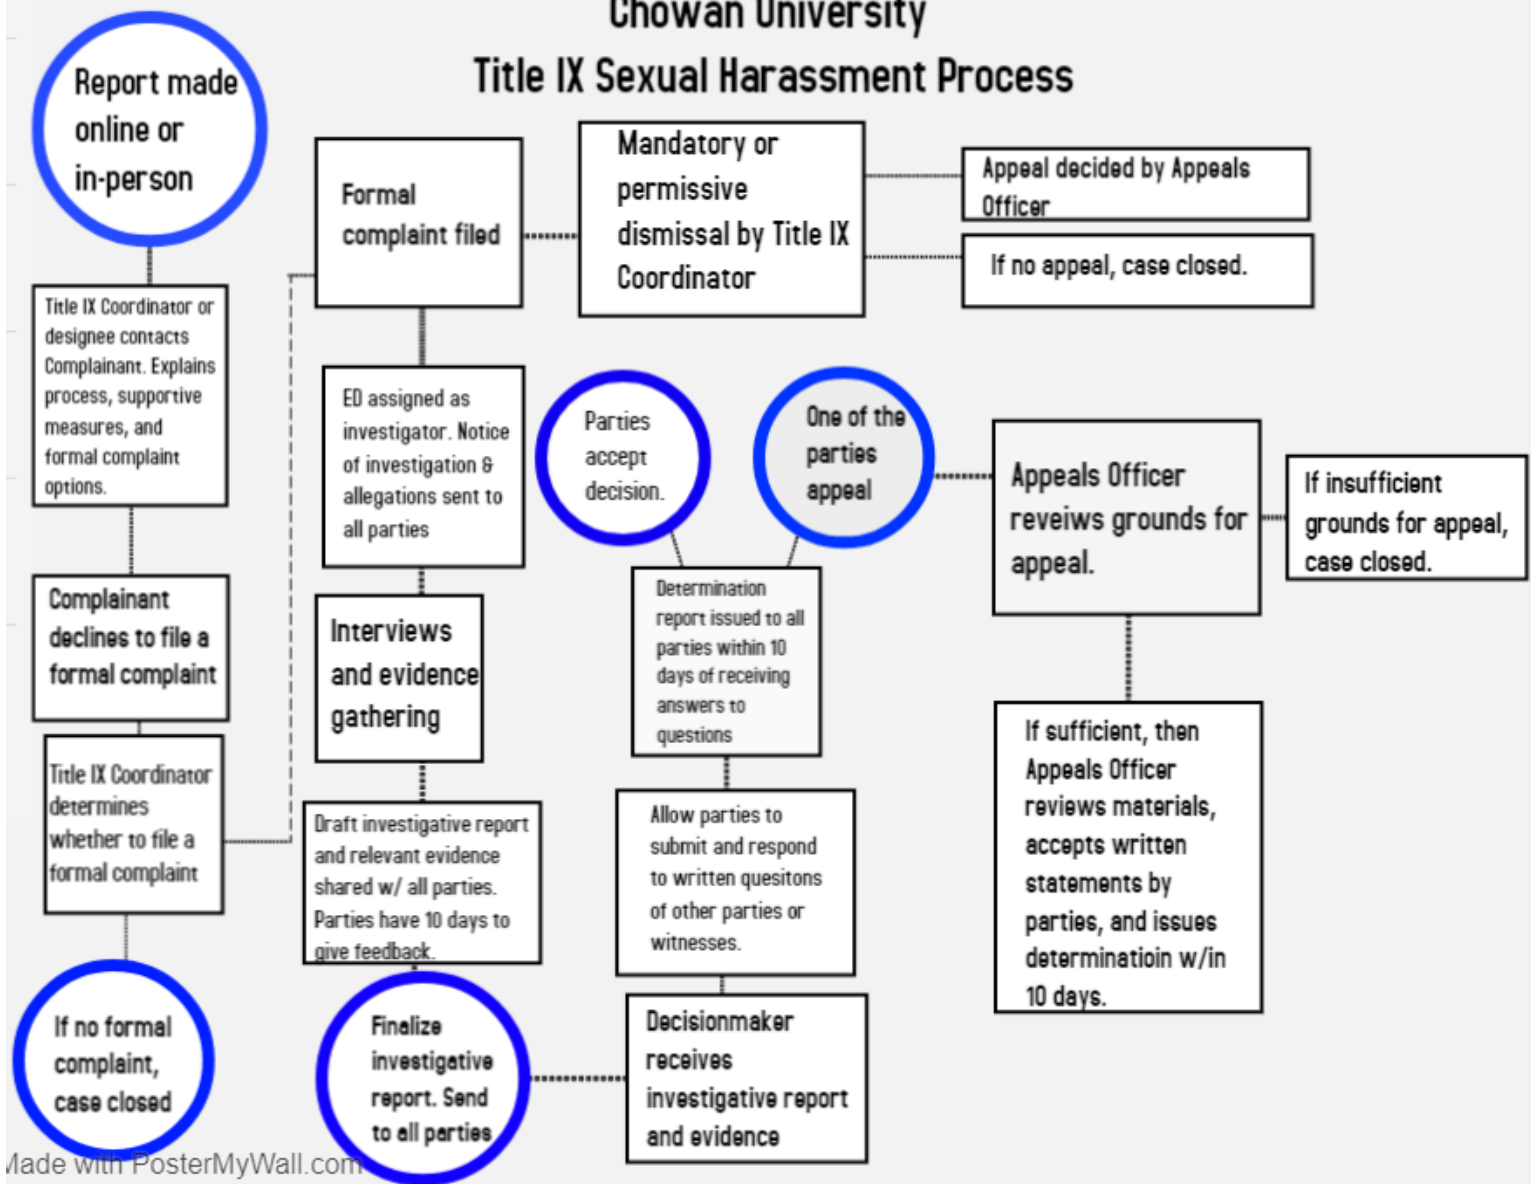 Chowan University
Title IX Sexual Harassment Process
Report made
online or
in-person
Title IX Coordinator or
designee contacts
Complainant. Explains
process, supportive
measures, and
formal complaint
options.
Complainant
declines to file a
formal complaint
Title IX Coordinator
determines
whether to file a
formal complaint
If no formal
complaint,
case closed
Formal
complaint filed
Mandatory or
permissive
dismissal by Title IX
Coordinator
Appeal decided by Appeals
Officer
If no appeal, case closed.
ED assigned as
investigator. Notice
of investigation &
allegations sent to
all parties
Interviews
and evidence
gathering
Draft investigative report
and relevant evidence
shared w/ all parties.
Parties have 10 days to
give feedback.
Finalize
investigative
report. Send
to all parties
Decisionmaker
receives
investigative report
and evidence
Allow parties to
submit and respond
to written quesitons
of other parties or
witnesses.
Determination
report issued to all
parties within 10
days of receiving
answers to
questions
Parties
accept
decision.
One of the
parties
appeal
Appeals Officer
reveiws grounds for
appeal.
If insufficient
grounds for appeal,
case closed.
If sufficient, then
Appeals Officer
reviews materials,
accepts written
statements by
parties, and issues
determinatioin w/in
10 days.
Made with PosterMyWall.com